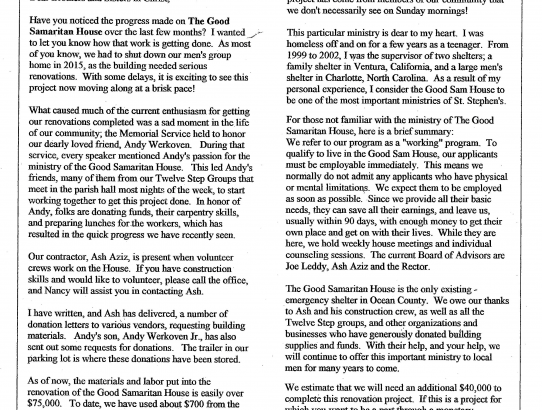 Have you noticed the progress made on The Good
Samaritan House over the last few months? I wanted
to let you know how that work is getting done. As most
of you know, we had to shut down our men's group
home in 2015, as the building needed serious
renovations. With some delays, it is exciting to see this
project now moving along at a brisk pace!
What caused much of the current enthusiasm for getting
our renovations completed was a sad moment in the life
of our community; the Memorial Service held to honor
our dearly loved friend, Andy Werkoven. During that
service, every speaker mentioned Andy's passion for the
ministry of the Good Samaritan House. This led Andy's
friends, many of them from our Twelve Step Groups that
meet in the parish hall most nights of the week, to start
working together to get this project done. In honor of
Andy, folks are donating funds, their carpentry skills,
and preparing lunches for the workers, which has
resulted in the quick progress we have recently seen.
Our contractor, Ash Aziz, is present when volunteer
crews work on the House. If you have construction
skills and would like to volunteer, please call the office,
and Nancy will assist you in contacting Ash.
I have written, and Ash has delivered, a number of
donation letters to various vendors, requesting building
materials. Andy's son, Andy Werkoven Jr., has also
sent out some requests for donations. The trailer in our
parking lot is where these donations have been stored.
As of now, the materials and labor put into the
renovation of the Good Samaritan House is easily over
$75,000. To date, we have used about $700 from the
we don't necessarily see on Sunday mornings!
This particular ministry is dear to my heart. I was
homeless off and on for a few years as a teenager. From
1999 to 2002, I was the supervisor of two shelters; a
family shelter in Ventura, California, and a large men's
shelter in Charlotte, North Carolina. As a result of my
personal experience, I consider the Good Sam House to
be one of the most important ministries of St. Stephen's.
For those not familiar with the ministry of The Good
Samaritan House, here is a brief summary:
We refer to our program as a "working" program. To
qualify to live in the Good Sam House, our applicants
must be employable immediately. This means we
normally do not admit any applicants who have physical
or mental limitations. We expect them to be employed
as soon as possible. Since we provide all their basic
needs, they can save all their earnings, and leave us,
usually within 90 days, with enough money to get their
own place and get on with their lives. While they are
here, we hold weekly house meetings and individual
counseling sessions. The current Board of Advisors are
Joe Leddy, Ash Aziz and the Rector.
The Good Samaritan House is the only existing -
emergency shelter in Ocean County. We owe our thanks
to Ash and his construction crew, as well as to all the
Twelve Step groups, and other organizations and
businesses who have generously donated building
supplies and funds. With their help, and your help, we
will continue to offer this important ministry to local
men for many years to come.
We estimate that we will need an additional $40,000 to
complete this renovation project. If this is a project for